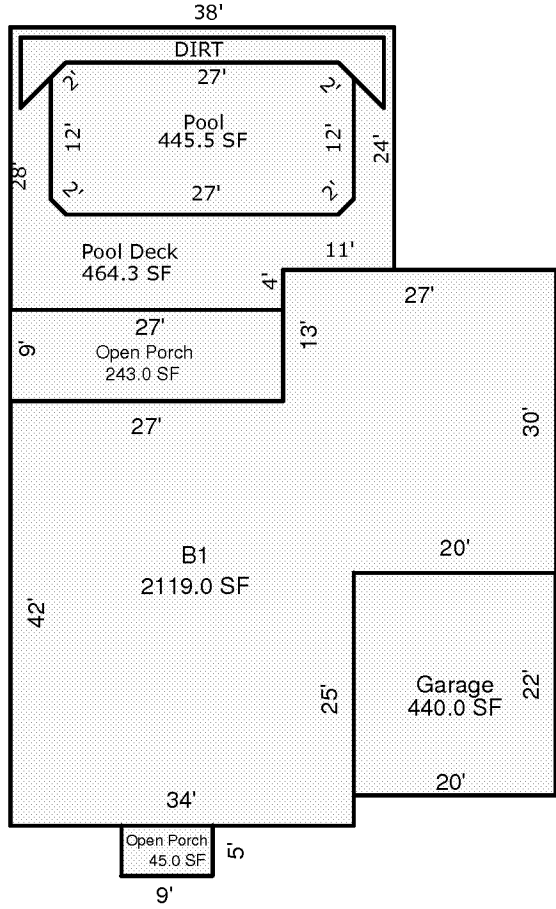 38'
DIRT
2'
27'
2'
12'
Pool
445.5 SF
12'
24'
28'
2'
27'
2'
Pool Deck
464.3 SF
11'
4'
27'
9'
27'
Open Porch
243.0 SF
13'
27'
30'
B1
2119.0 SF
20'
42'
25'
Garage
440.0 SF
22'
34'
20'
Open Porch
45.0 SF
5'
9'